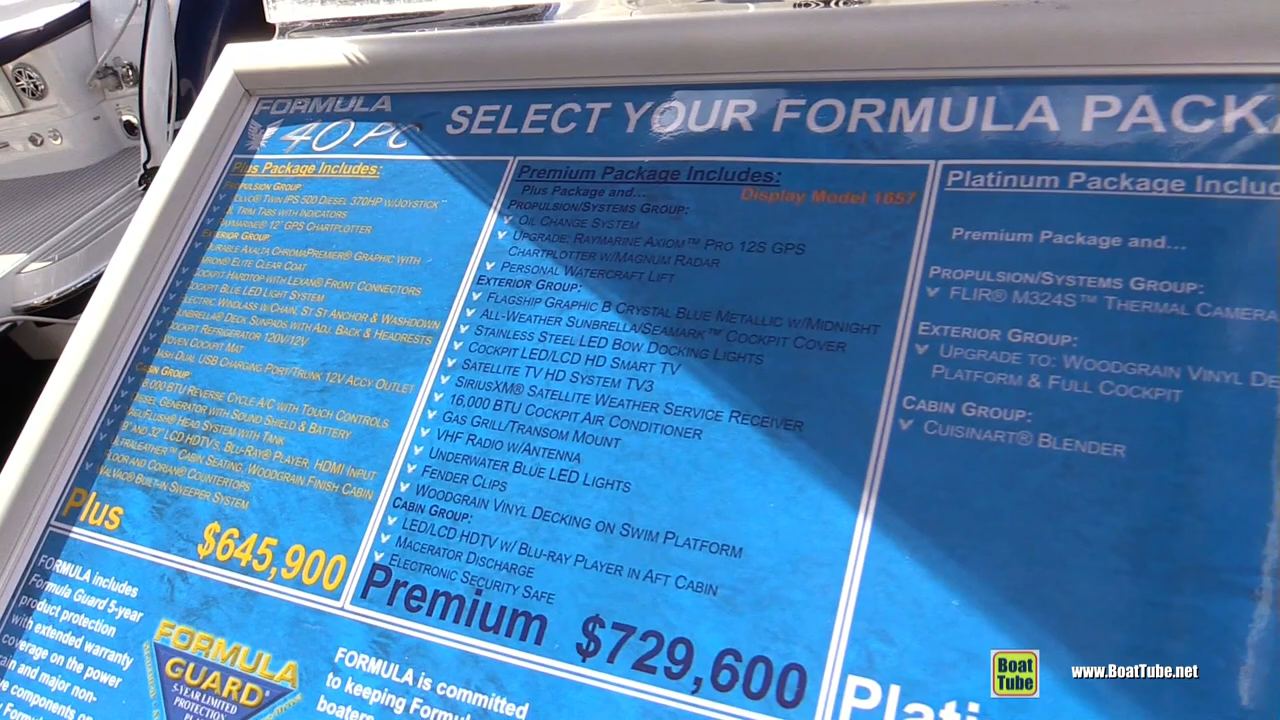 FORMULA
40 PC
SELECT YOUR FORMULA
Plus Package Includes:
PROPULSION GROUP:
TWIN IPS 500 DIESEL 370HP W/JOYSTICK
TRIM TABS WITH INDICATORS
12" GPS CHARTPLOTTER
EXTERIOR GROUP:
AXALTA CHROMAPREMIER® GRAPHIC WITH
ELITE CLEAR COAT
COCKPIT HARDTOP WITH LEXAN® FRONT CONNECTORS
COCKPIT BLUE LED LIGHT SYSTEM
WINDLASS W/CHAIN, ST ST ANCHOR & WASHDOWN
DECK SUNPADS WITH ADJ. BACK & HEADRESTS
COCKPIT REFRIGERATOR 120V/12V
WOVEN COCKPIT MAT
DASH DUAL USB CHARGING PORT/TRUNK 12V ACCY OUTLET
CABIN GROUP:
BTU REVERSE CYCLE A/C WITH TOUCH CONTROLS
DIESEL GENERATOR WITH SOUND SHIELD & BATTERY
HEAD SYSTEM WITH TANK
AND 32" LCD HDTV'S, BLU-RAY® PLAYER, HDMI INPUT
CABIN SEATING, WOODGRAIN FINISH CABIN
FLOOR AND CORIAN® COUNTERTOPS
BUILT-IN SWEEPER SYSTEM
Plus
$645,900
Premium Package Includes:
Plus Package and...
Display Model 1657
PROPULSION/SYSTEMS GROUP:
OIL CHANGE SYSTEM
UPGRADE: RAYMARINE AXIOM™ PRO 12S GPS
CHARTPLOTTER W/MAGNUM RADAR
PERSONAL WATERCRAFT LIFT
EXTERIOR GROUP:
FLAGSHIP GRAPHIC B CRYSTAL BLUE METALLIC W/MIDNIGHT
ALL-WEATHER SUNBRELLA/SEAMARK™ COCKPIT COVER
STAINLESS STEEL LED BOW DOCKING LIGHTS
COCKPIT LED/LCD HD SMART TV
SATELLITE TV HD SYSTEM TV3
SIRIUSXM® SATELLITE WEATHER SERVICE RECEIVER
16,000 BTU COCKPIT AIR CONDITIONER
GAS GRILL/TRANSOM MOUNT
VHF RADIO W/ANTENNA
UNDERWATER BLUE LED LIGHTS
FENDER CLIPS
WOODGRAIN VINYL DECKING ON SWIM PLATFORM
CABIN GROUP:
LED/LCD HDTV W/ BLU-RAY PLAYER IN AFT CABIN
MACERATOR DISCHARGE
ELECTRONIC SECURITY SAFE
Premium $729,600
Platinum Package
Premium Package and...
PROPULSION/SYSTEMS GROUP:
FLIR® M324S™ THERMAL CAMERA
EXTERIOR GROUP:
UPGRADE TO: WOODGRAIN VINYL
PLATFORM & FULL COCKPIT
CABIN GROUP:
CUISINART® BLENDER
FORMULA includes
Formula Guard 5-year
product protection
with extended warranty
coverage on the power
and major non-
components
FORMULA
GUARD®
5-YEAR LIMITED
PROTECTION
FORMULA is committed
to keeping
boaters
Boat
Tube
www.BoatTube.net